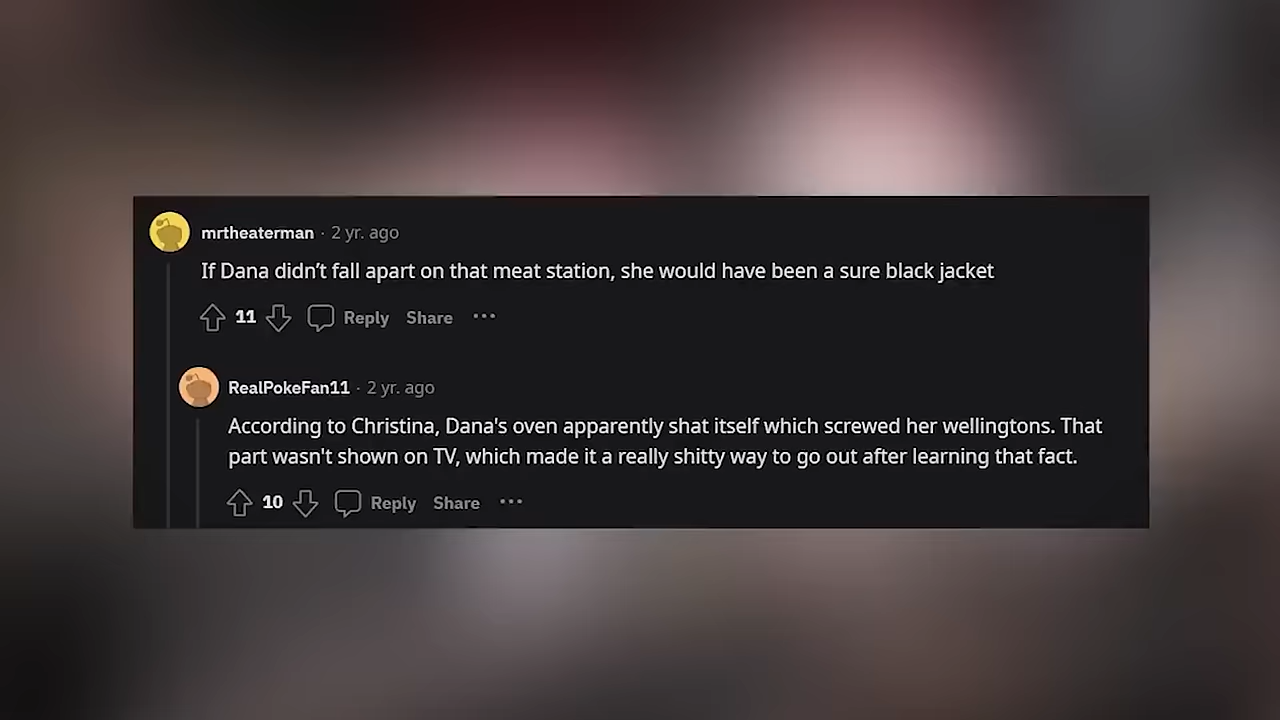 mrtheaterman · 2 yr. ago
If Dana didn’t fall apart on that meat station, she would have been a sure black jacket
11 Reply Share ···
RealPokeFan11 · 2 yr. ago
According to Christina, Dana's oven apparently shat itself which screwed her wellingtons. That
part wasn't shown on TV, which made it a really shitty way to go out after learning that fact.
10 Reply Share ···